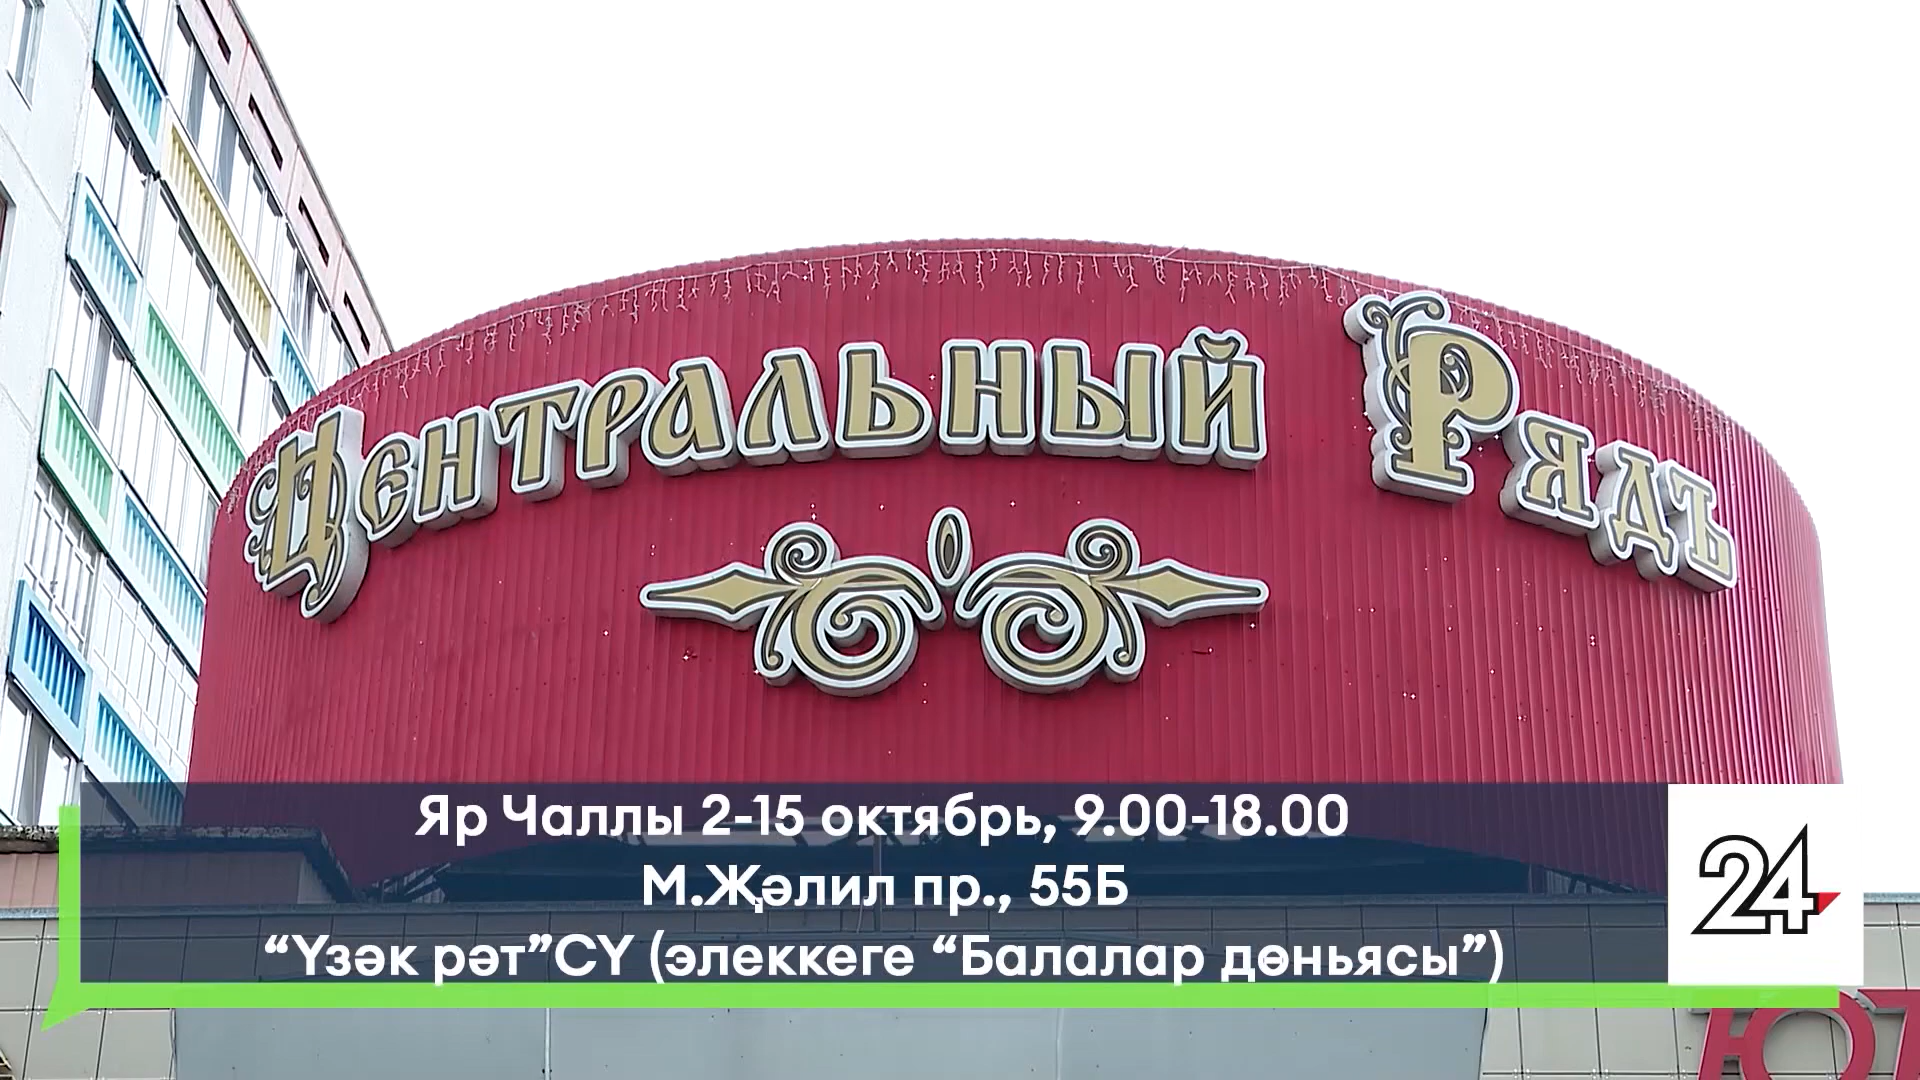 Центральный Рядъ
Яр Чаллы 2-15 октябрь, 9.00-18.00
М.Җәлил пр., 55Б
“Үзәк рәт”СҮ (элеккеге “Балалар дөньясы”)
24